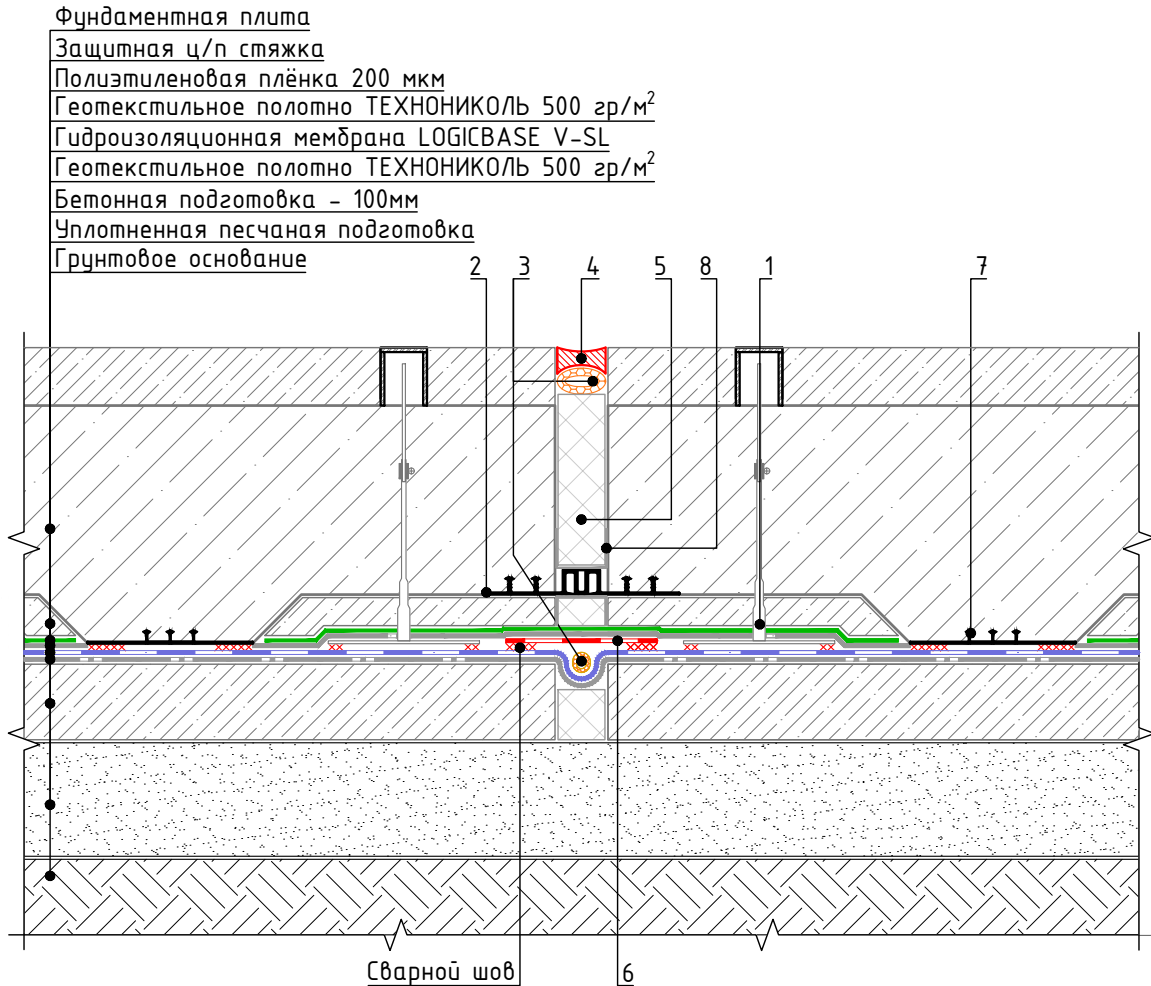 Фундаментная плита
Защитная ц/п стяжка
Полиэтиленовая плёнка 200 мкм
Геотекстильное полотно ТЕХНОНИКОЛЬ 500 гр/м²
Гидроизоляционная мембрана LOGICBASE V-SL
Геотекстильное полотно ТЕХНОНИКОЛЬ 500 гр/м²
Бетонная подготовка - 100мм
Уплотненная песчаная подготовка
Грунтовое основание
2 3 4 5 8 1 7
Сварной шов 6